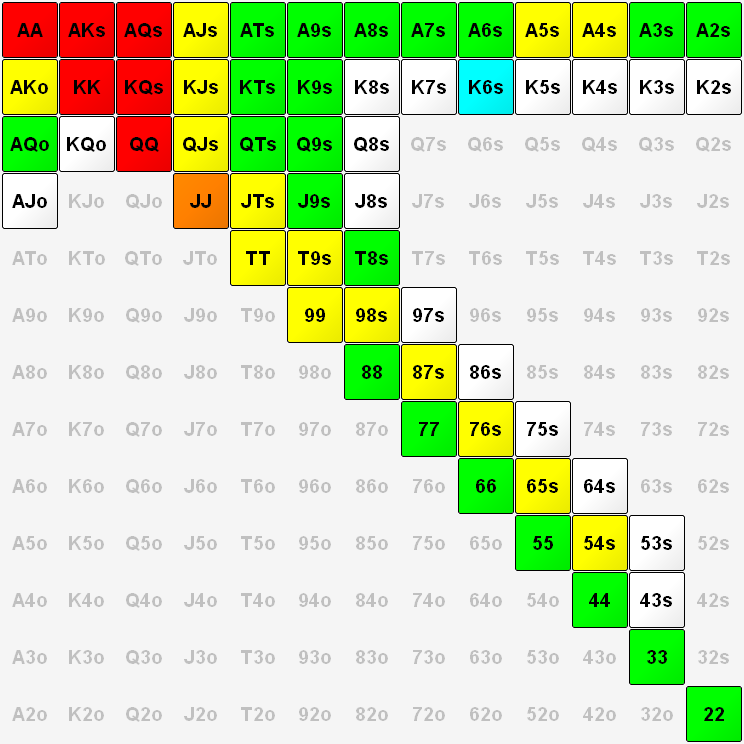 AA AKs AQs AJs ATs A9s A8s A7s A6s A5s A4s A3s A2s
AKo KK KQs KJs KTs K9s K8s K7s K6s K5s K4s K3s K2s
AQo KQo QQ QJs QTs Q9s Q8s Q7s Q6s Q5s Q4s Q3s Q2s
AJo KJo QJo JJ JTs J9s J8s J7s J6s J5s J4s J3s J2s
ATo KTo QTo JTo TT T9s T8s T7s T6s T5s T4s T3s T2s
A9o K9o Q9o J9o T9o 99 98s 97s 96s 95s 94s 93s 92s
A8o K8o Q8o J8o T8o 98o 88 87s 86s 85s 84s 83s 82s
A7o K7o Q7o J7o T7o 97o 87o 77 76s 75s 74s 73s 72s
A6o K6o Q6o J6o T6o 96o 86o 76o 66 65s 64s 63s 62s
A5o K5o Q5o J5o T5o 95o 85o 75o 65o 55 54s 53s 52s
A4o K4o Q4o J4o T4o 94o 84o 74o 64o 54o 44 43s 42s
A3o K3o Q3o J3o T3o 93o 83o 73o 63o 53o 43o 33 32s
A2o K2o Q2o J2o T2o 92o 82o 72o 62o 52o 42o 32o 22